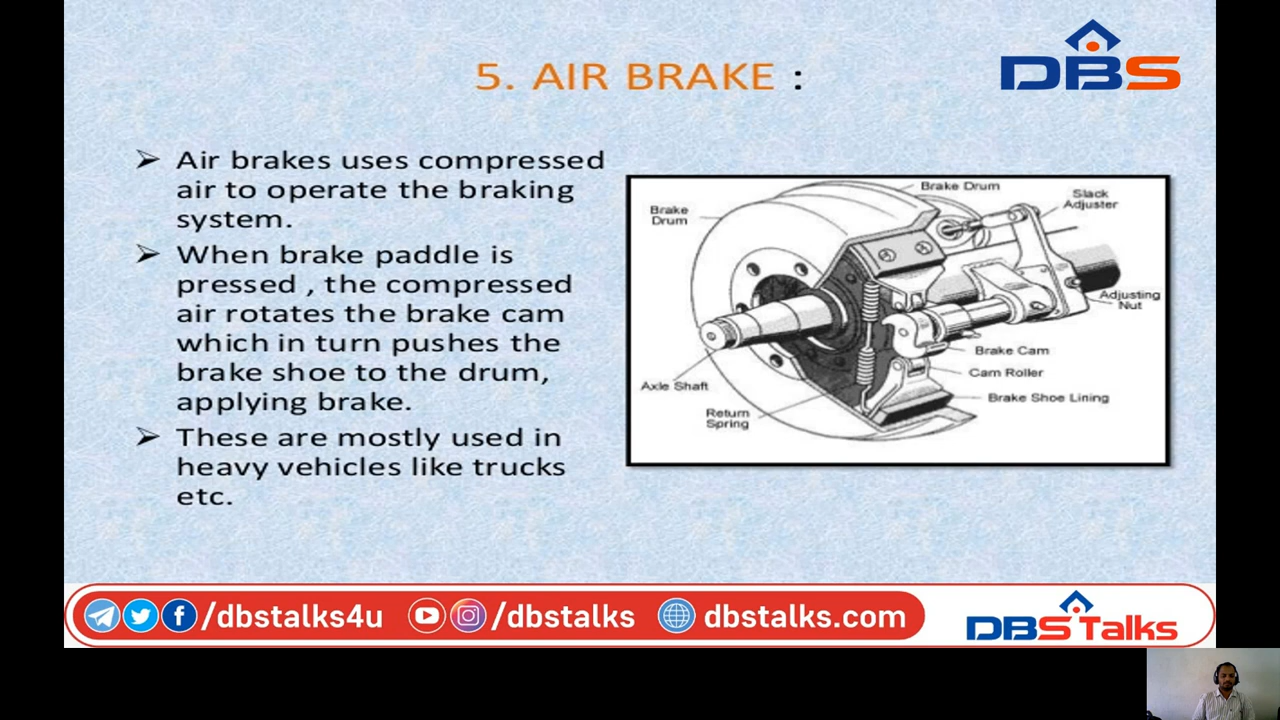 5. AIR BRAKE :
DBS
➢ Air brakes uses compressed
air to operate the braking
system.
➢ When brake paddle is
pressed , the compressed
air rotates the brake cam
which in turn pushes the
brake shoe to the drum,
applying brake.
➢ These are mostly used in
heavy vehicles like trucks
etc.
Brake Drum
Slack
Adjuster
Brake
Drum
Adjusting
Nut
Brake Cam
Cam Roller
Axle Shaft
Brake Shoe Lining
Return
Spring
/dbstalks4u
/dbstalks
dbstalks.com
DBS Talks